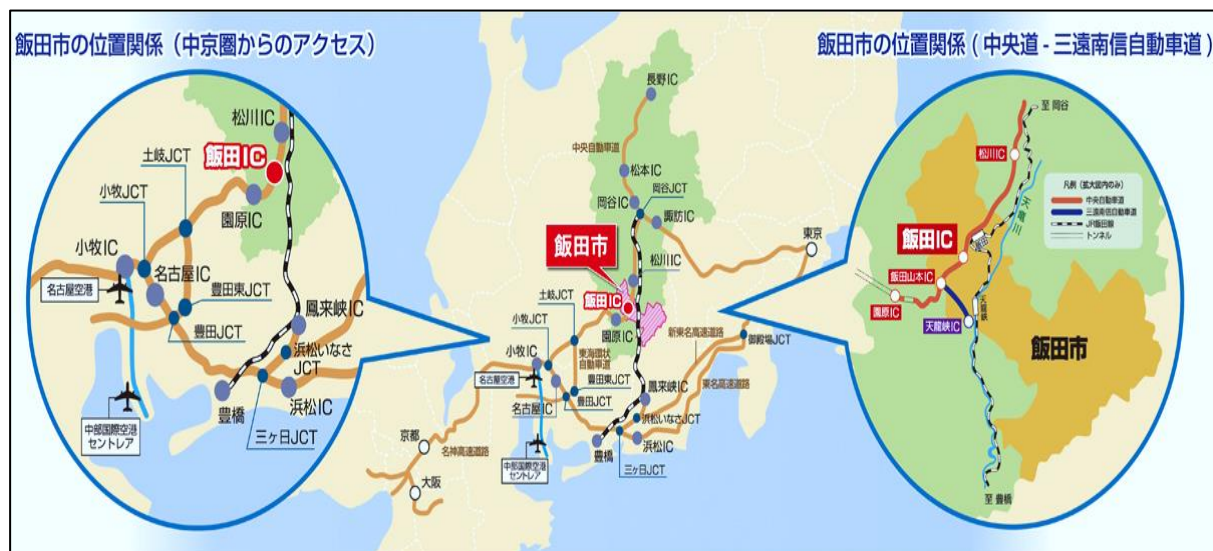 飯田市の位置関係(中京圏からのアクセス)
松川IC
飯田IC
土岐JCT
小牧JCT
園原IC
小牧IC
名古屋IC
名古屋空港
豊田東JCT
豊田JCT
鳳来峡IC
浜松いなさ
JCT
豊橋
浜松IC
三ヶ日JCT
中部国際空港
セントレア
長野IC
中央自動車道
松本IC
岡谷JCT
岡谷IC
諏訪IC
東京
飯田市
松川IC
飯田IC
土岐JCT
園原IC
小牧JCT
新東名高速道路
御殿場JCT
小牧IC
東海環状
自動車道
東名高速道路
名古屋空港
豊田東JCT
鳳来峡IC
名古屋IC
豊田JCT
浜松いなさJCT
京都
名神高速道路
浜松IC
豊橋
中部国際空港
セントレア
三ヶ日JCT
大阪
飯田市の位置関係(中央道-三遠南信自動車道)
至 岡谷
松川IC
凡例(拡大図内のみ)
中央自動車道
三遠南信自動車道
JR飯田線
トンネル
天竜川
飯田IC
飯田
飯田山本IC
園原IC
天龍峡IC
天龍峡
飯田市
至 豊橋